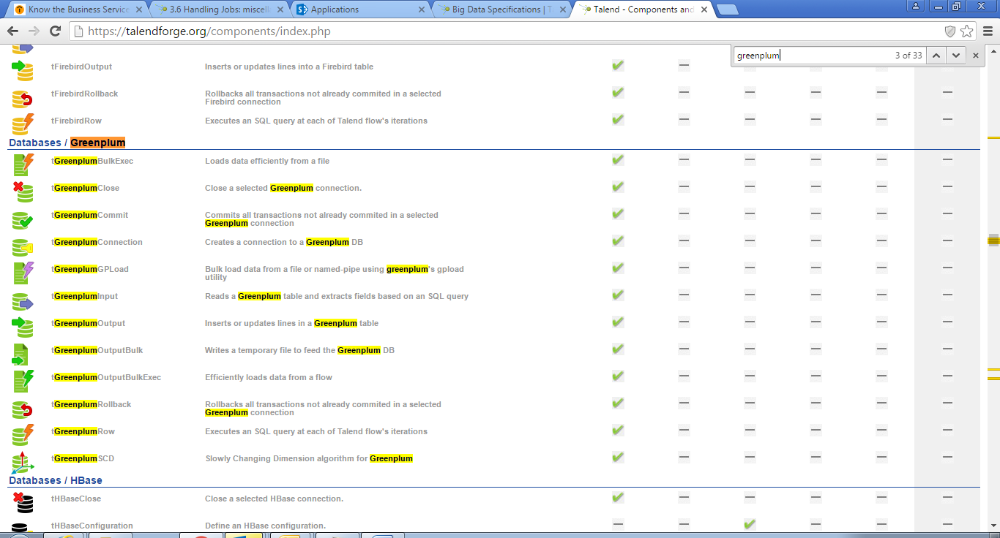 Know the Business Service
3.6 Handling Jobs: miscell
Applications
Big Data Specifications | T
Talend - Components and
https://talendforge.org/components/index.php
greenplum 3 of 33
tFirebirdOutput Inserts or updates lines into a Firebird table
tFirebirdRollback Rollbacks all transactions not already commited in a selected
Firebird connection
tFirebirdRow Executes an SQL query at each of Talend flow's iterations
Databases / Greenplum
tGreenplumBulkExec Loads data efficiently from a file
tGreenplumClose Close a selected Greenplum connection.
tGreenplumCommit Commits all transactions not already commited in a selected
Greenplum connection
tGreenplumConnection Creates a connection to a Greenplum DB
tGreenplumGPLoad Bulk load data from a file or named-pipe using greenplum's gpload
utility
tGreenplumInput Reads a Greenplum table and extracts fields based on an SQL query
tGreenplumOutput Inserts or updates lines in a Greenplum table
tGreenplumOutputBulk Writes a temporary file to feed the Greenplum DB
tGreenplumOutputBulkExec Efficiently loads data from a flow
tGreenplumRollback Rollbacks all transactions not already commited in a selected
Greenplum connection
tGreenplumRow Executes an SQL query at each of Talend flow's iterations
tGreenplumSCD Slowly Changing Dimension algorithm for Greenplum
Databases / HBase
tHBaseClose Close a selected HBase connection.
tHBaseConfiguration Define an HBase configuration.